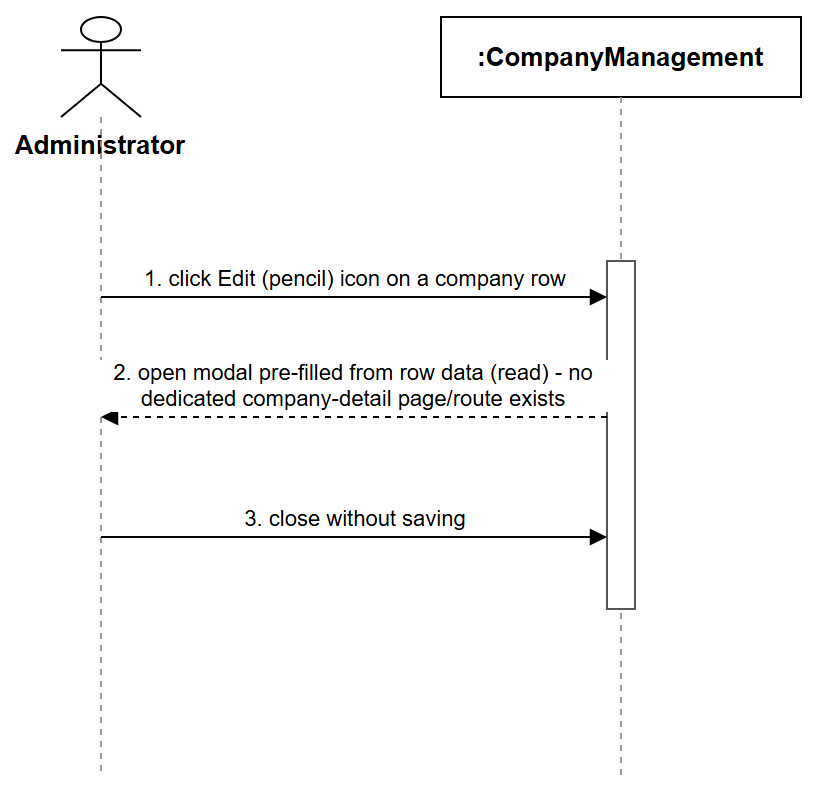 :CompanyManagement
Administrator
1. click Edit (pencil) icon on a company row
2. open modal pre-filled from row data (read) - no
dedicated company-detail page/route exists
3. close without saving